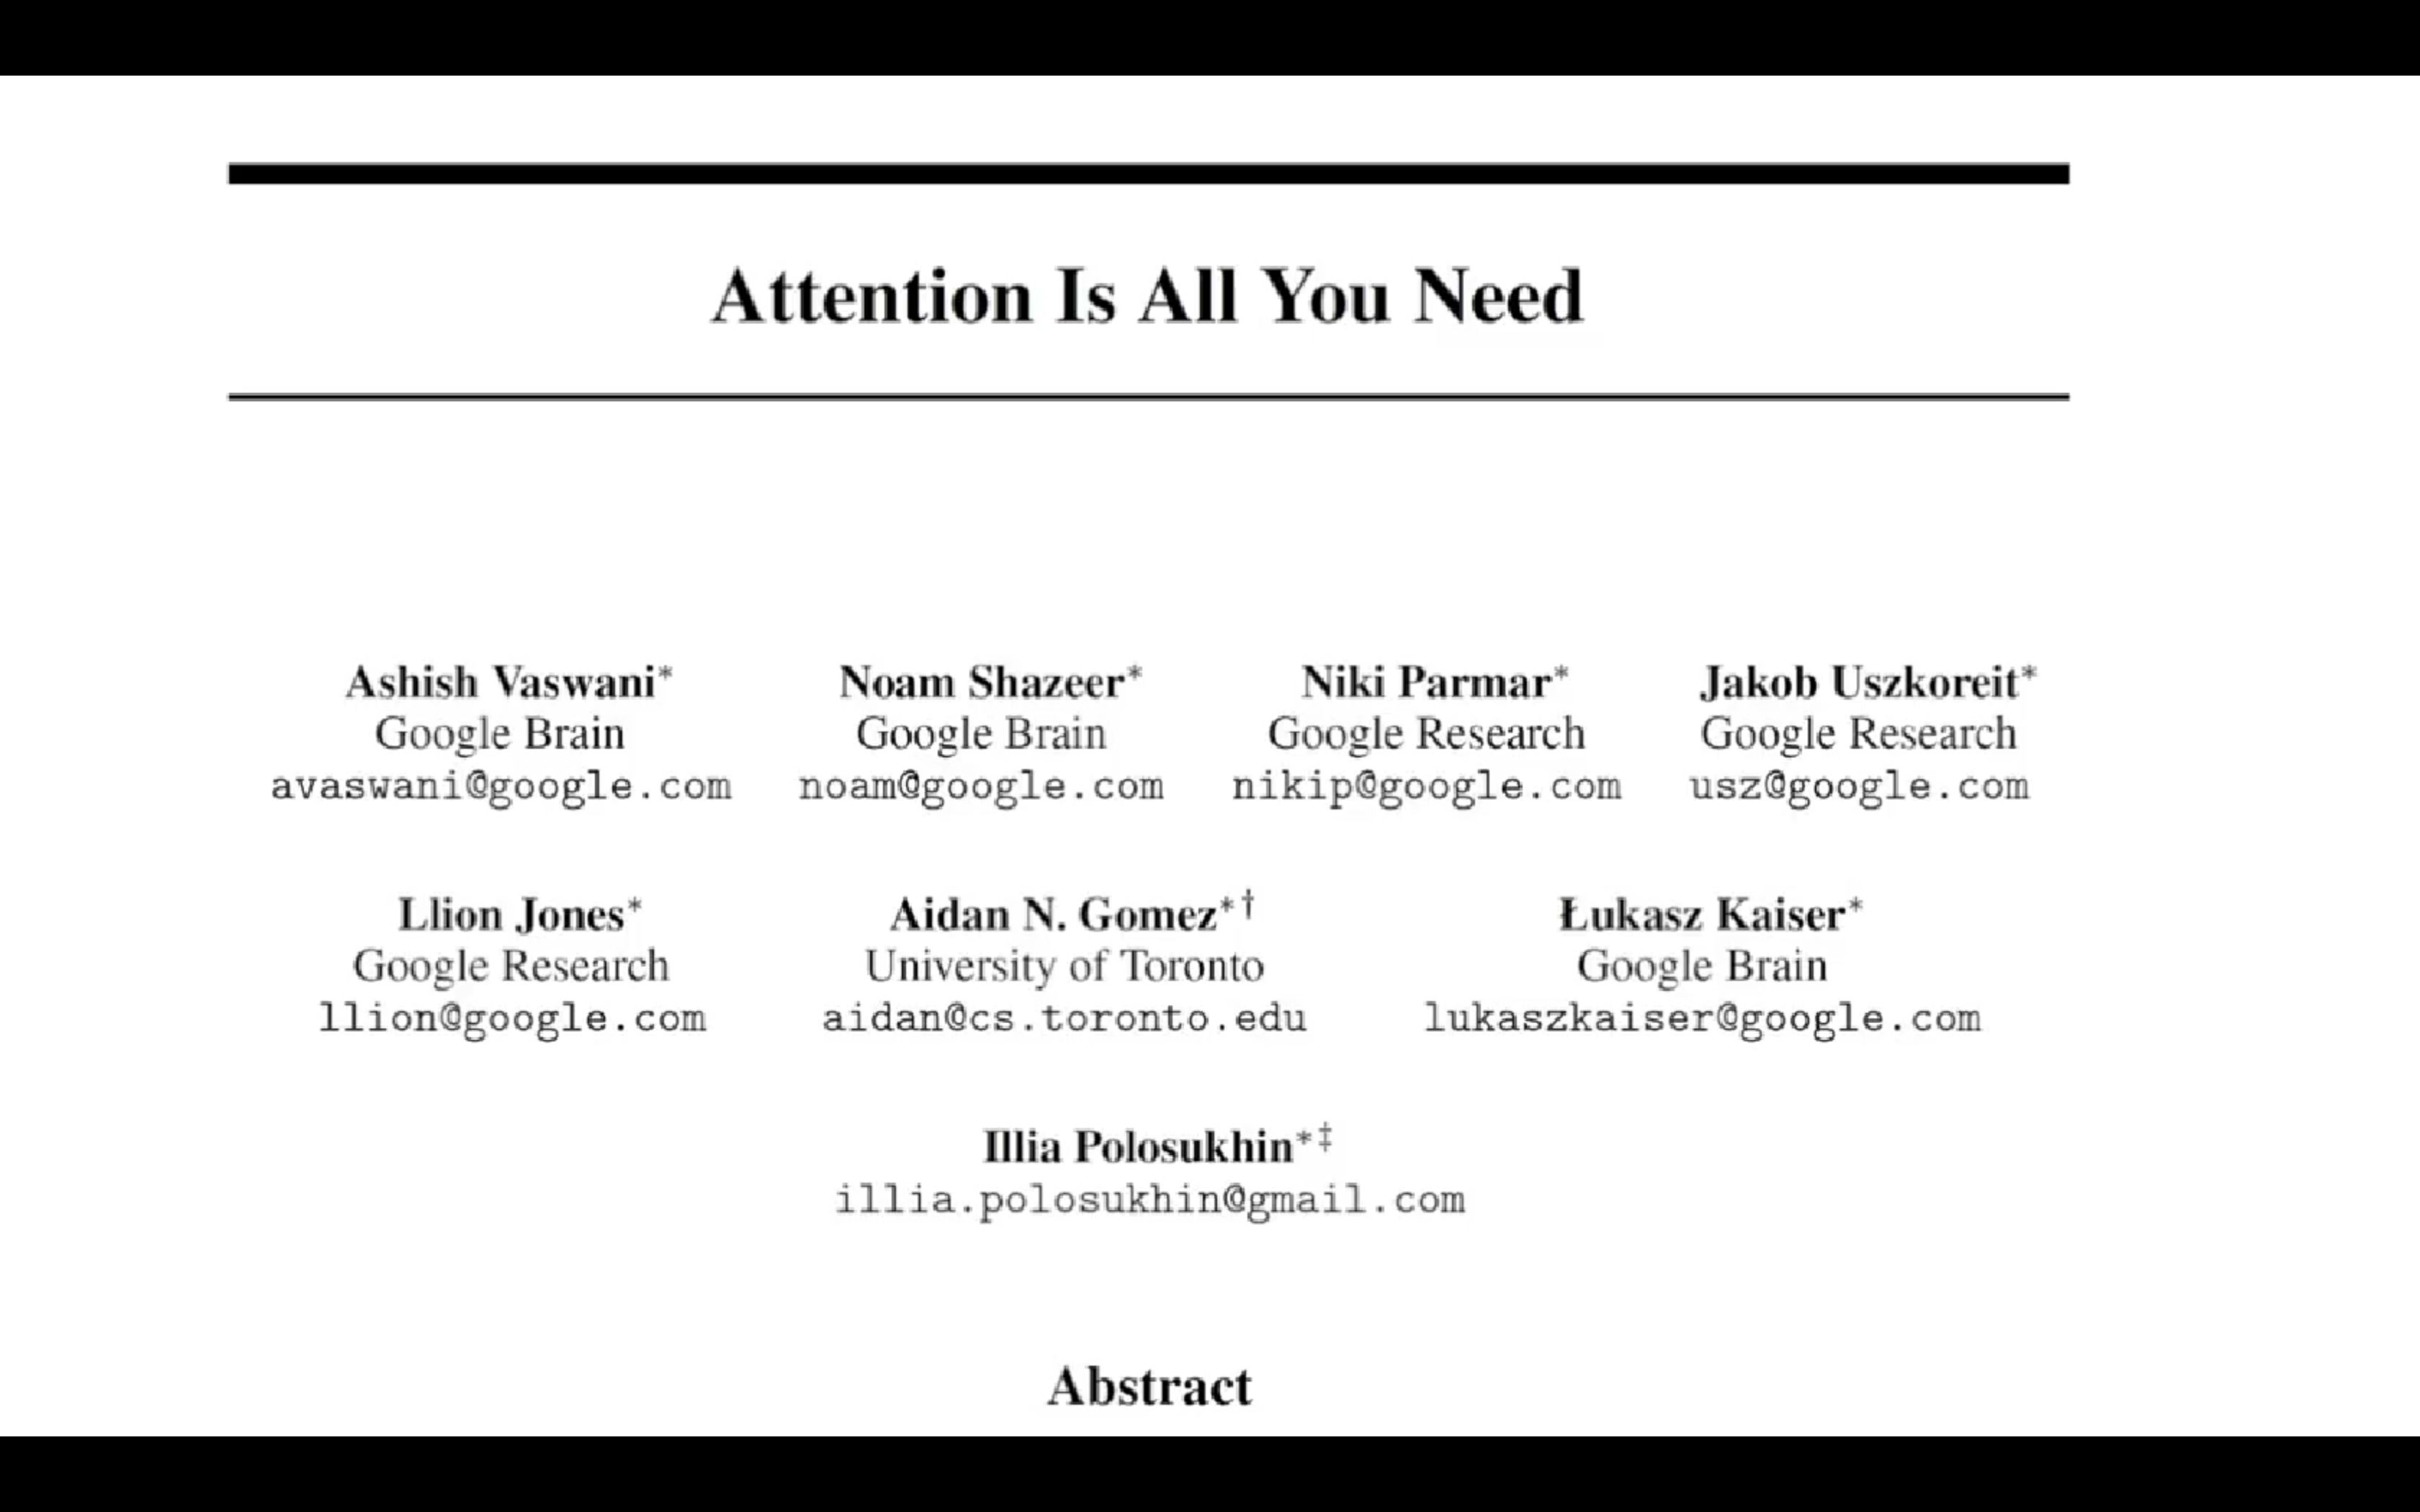 Attention Is All You Need
Ashish Vaswani* Noam Shazeer* Niki Parmar* Jakob Uszkoreit*
Google Brain Google Brain Google Research Google Research
avaswani@google.com noam@google.com nikip@google.com usz@google.com
Llion Jones* Aidan N. Gomez*† Łukasz Kaiser*
Google Research University of Toronto Google Brain
llion@google.com aidan@cs.toronto.edu lukaszkaiser@google.com
Illia Polosukhin*‡
illia.polosukhin@gmail.com
Abstract